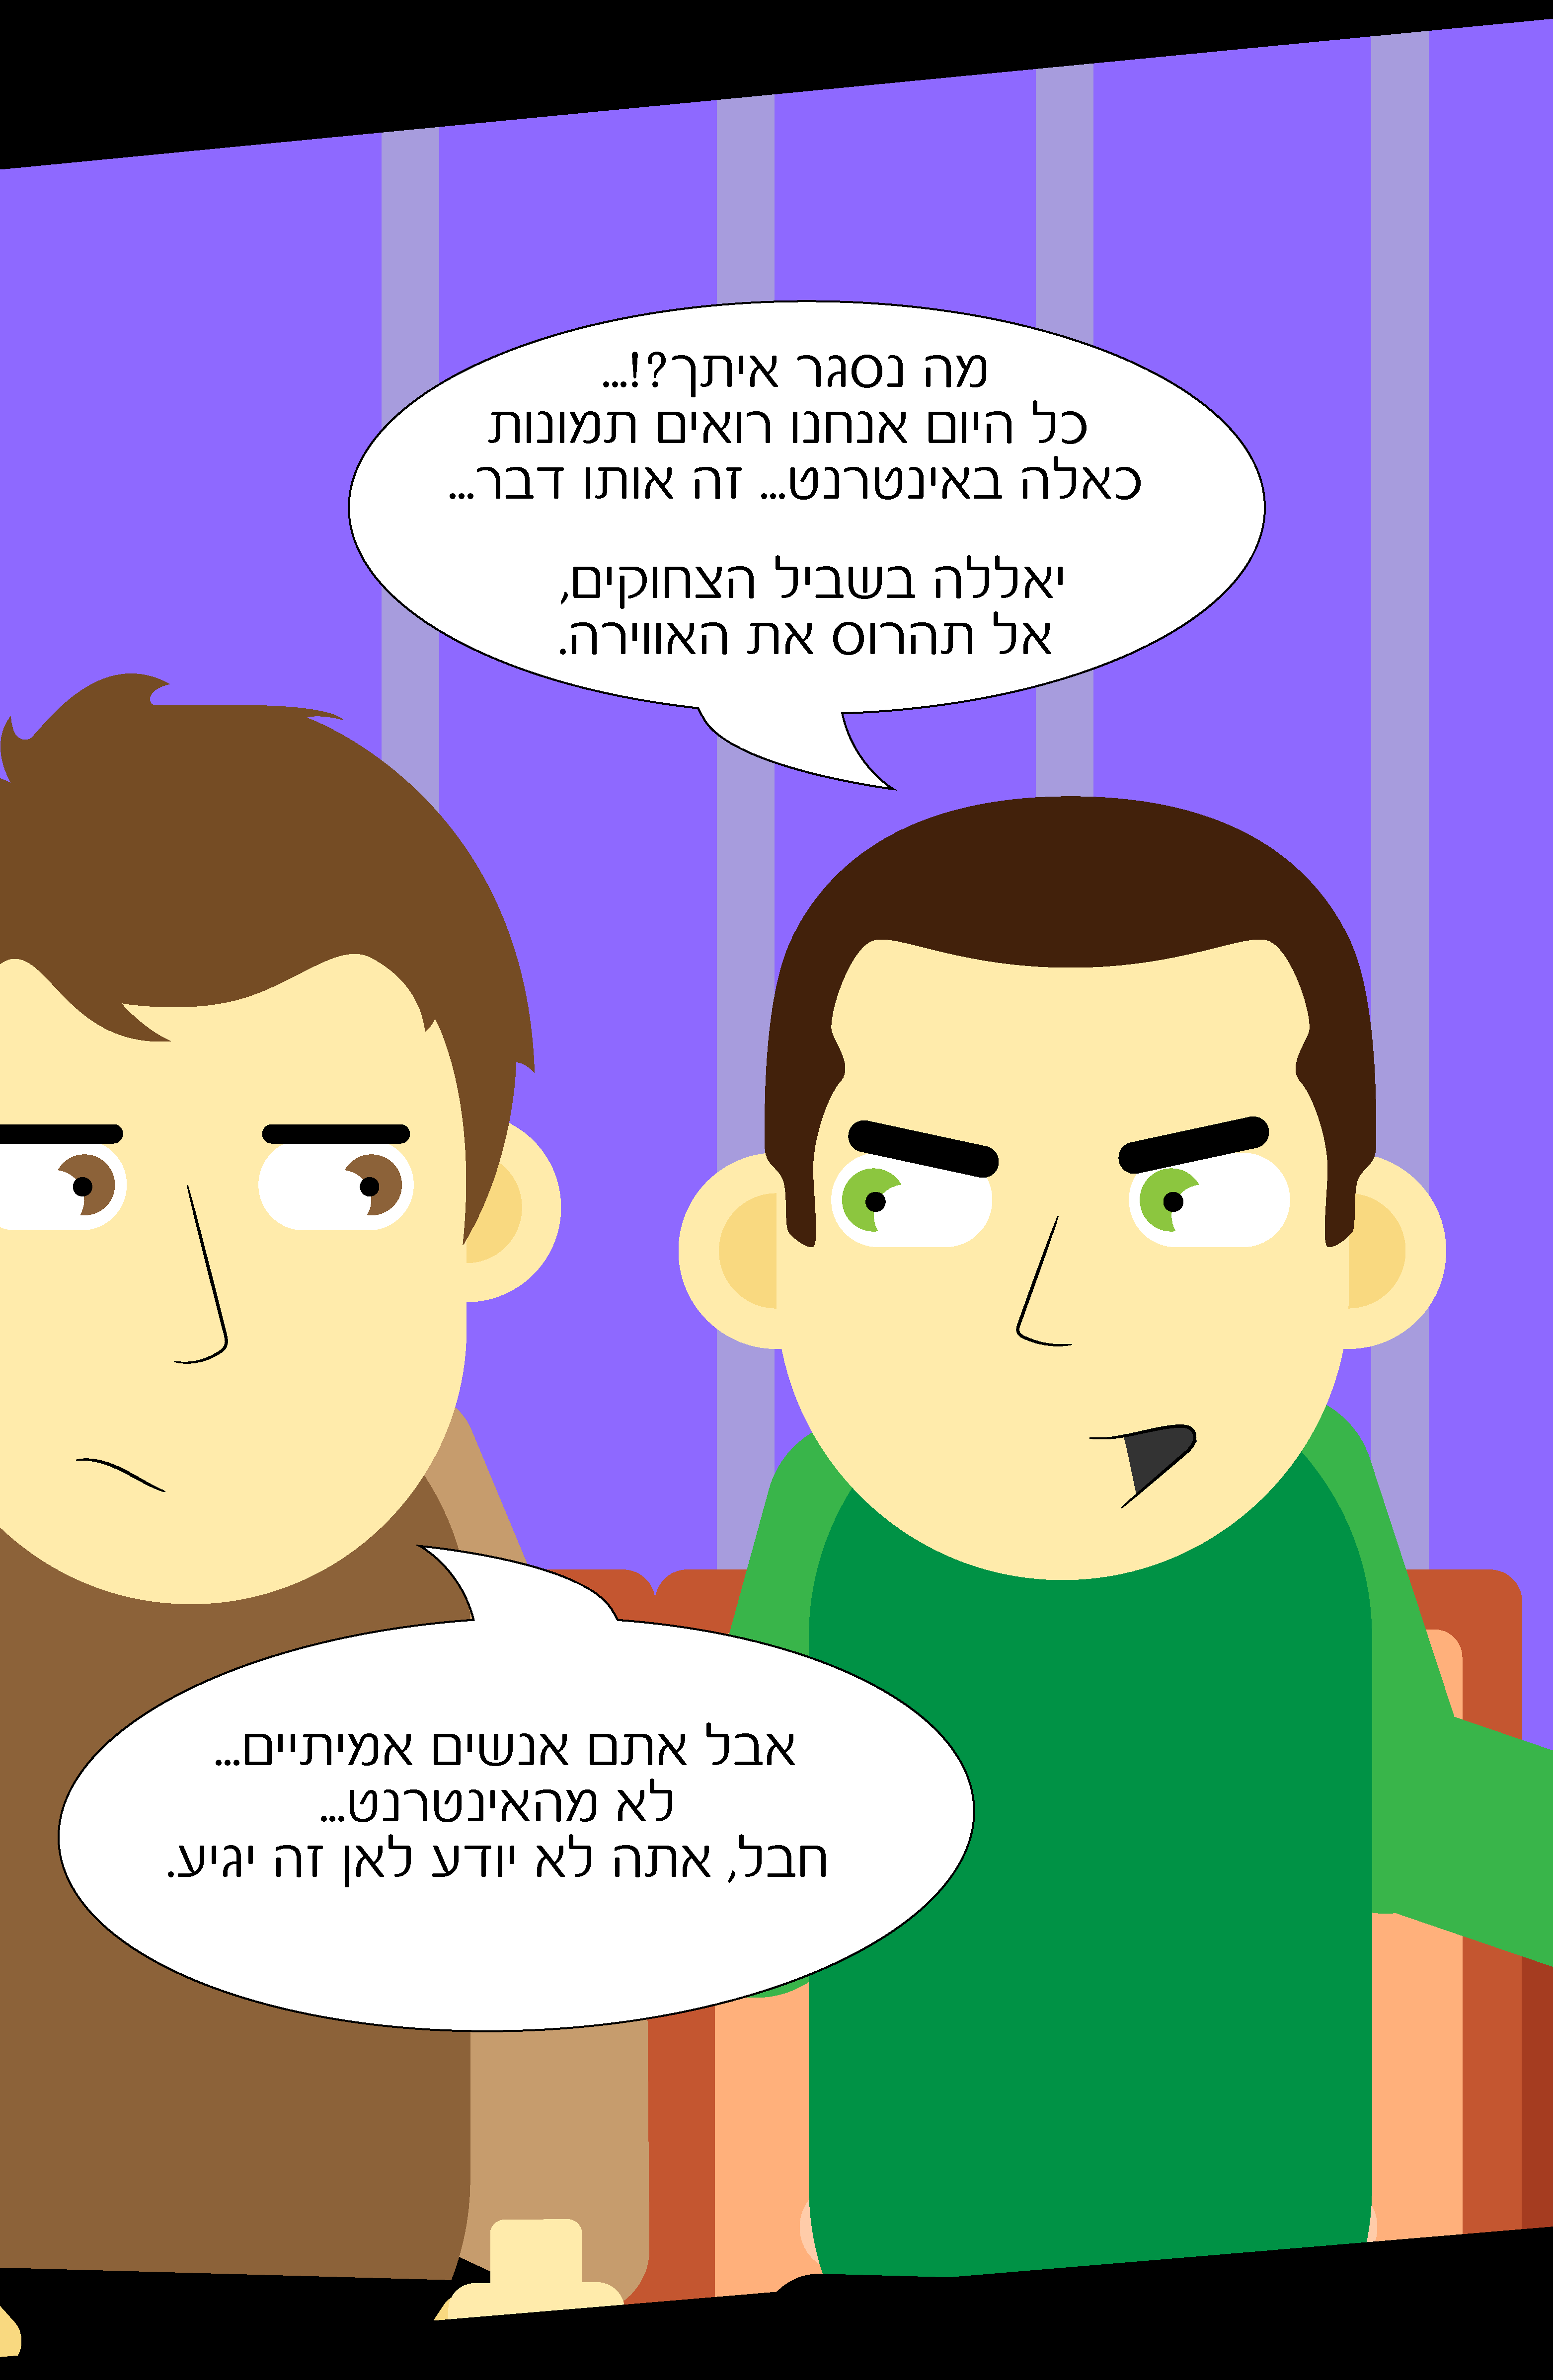 מה נסגר איתך?!...
כל היום אנחנו רואים תמונות
כאלה באינטרנט... זה אותו דבר...
יאללה בשביל הצחוקים,
אל תהרוס את האווירה.
אבל אתם אנשים אמיתיים...
לא מהאינטרנט...
חבל, אתה לא יודע לאן זה יגיע.